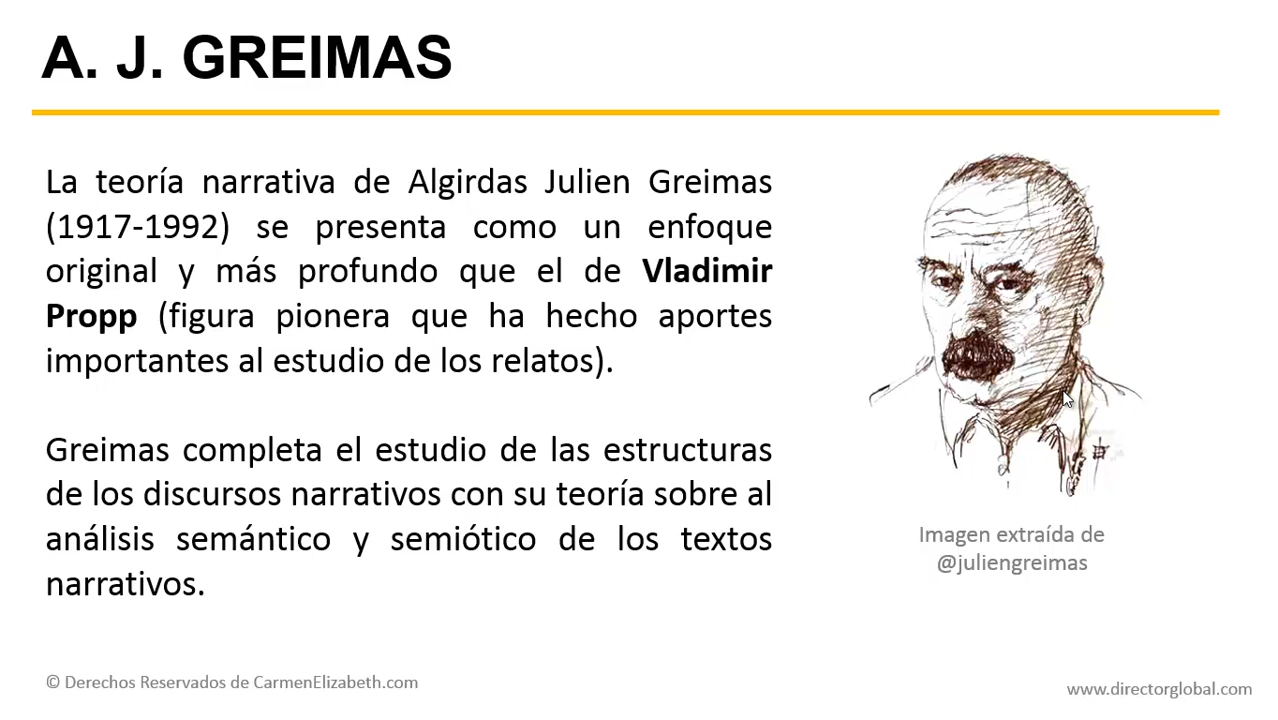 A. J. GREIMAS
La teoría narrativa de Algirdas Julien Greimas
(1917-1992) se presenta como un enfoque
original y más profundo que el de Vladimir
Propp (figura pionera que ha hecho aportes
importantes al estudio de los relatos).
Greimas completa el estudio de las estructuras
de los discursos narrativos con su teoría sobre al
análisis semántico y semiótico de los textos
narrativos.
Imagen extraída de
@juliengreimas
© Derechos Reservados de CarmenElizabeth.com
www.directorglobal.com